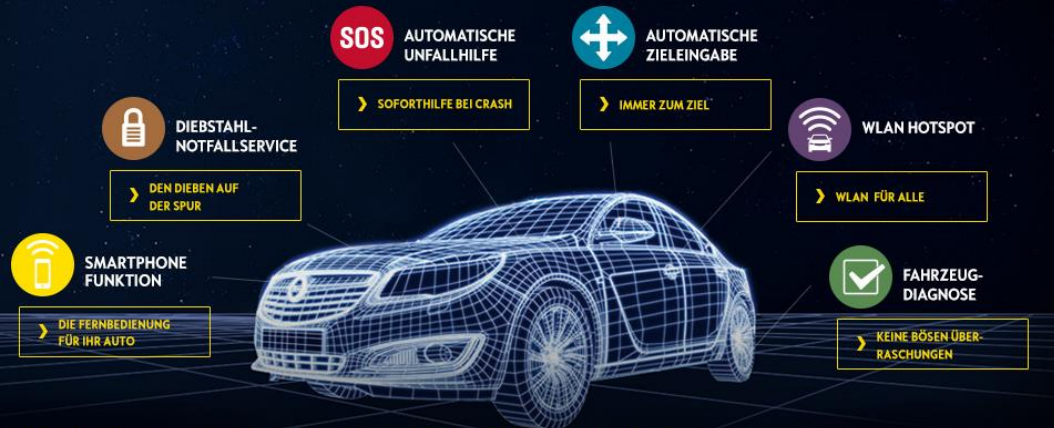 SOS
AUTOMATISCHE
UNFALLHILFE
❯ SOFORTHILFE BEI CRASH
AUTOMATISCHE
ZIELEINGABE
❯ IMMER ZUM ZIEL
DIEBSTAHL-
NOTFALLSERVICE
❯ DEN DIEBEN AUF
DER SPUR
WLAN HOTSPOT
❯ WLAN FÜR ALLE
SMARTPHONE
FUNKTION
❯ DIE FERNBEDIENUNG
FÜR IHR AUTO
FAHRZEUG-
DIAGNOSE
❯ KEINE BÖSEN ÜBER-
RASCHUNGEN